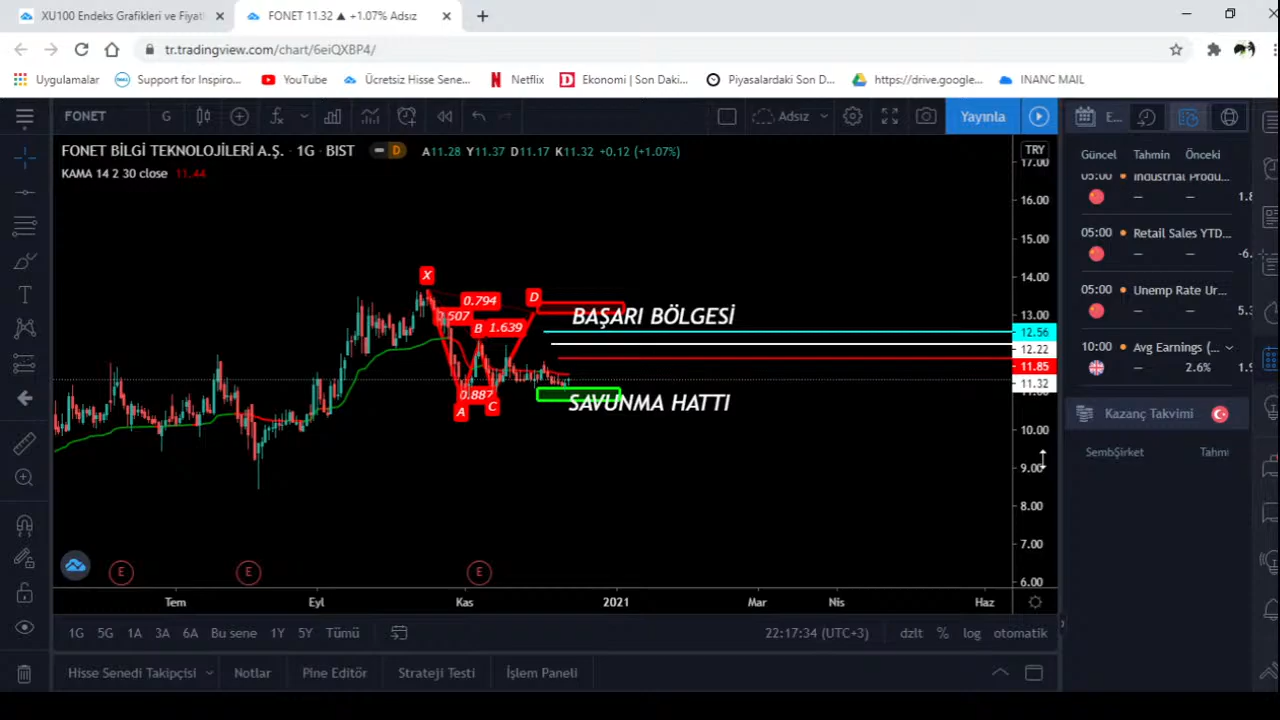 XU100 Endeks Grafikleri ve Fiyatl
FONET 11.32 ▲ +1.07% Adsız
tr.tradingview.com/chart/6eiQXBP4/
Uygulamalar
Support for Inspiro...
YouTube
Ücretsiz Hisse Sene...
Netflix
Ekonomi | Son Daki...
Piyasalardaki Son D...
https://drive.google...
INANC MAIL
FONET
G
Adsız
Yayınla
E...
FONET BİLGİ TEKNOLOJİLERİ A.Ş. · 1G · BIST
D
A11.28 Y11.37 D11.17 K11.32 +0.12 (+1.07%)
KAMA 14 2 30 close 11.44
TRY
17.00
16.00
15.00
14.00
13.00
12.56
12.22
11.85
11.32
10.00
9.00
8.00
7.00
6.00
X
0.794
D
0.507
B
1.639
0.887
A
C
BAŞARI BÖLGESİ
SAVUNMA HATTI
E
E
E
Tem
Eyl
Kas
2021
Mar
Nis
Haz
Güncel Tahmin Önceki
05:00 Industrial Produ...
— — 1.8
05:00 Retail Sales YTD...
— — -6.
05:00 Unemp Rate Ur...
— — 5.3
10:00 Avg Earnings (...
— 2.6% 1.9
Kazanç Takvimi
Sembşirket Tahmi
1G 5G 1A 3A 6A Bu sene 1Y 5Y Tümü
22:17:34 (UTC+3)
dzlt % log otomatik
Hisse Senedi Takipçisi
Notlar
Pine Editör
Strateji Testi
İşlem Paneli